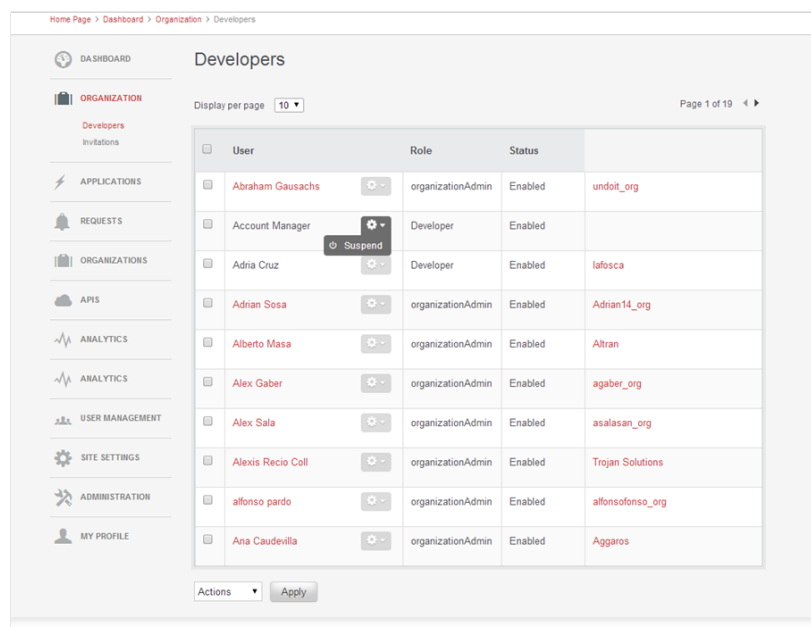 Home Page > Dashboard > Organization > Developers
DASHBOARD
ORGANIZATION
Developers
Invitations
APPLICATIONS
REQUESTS
ORGANIZATIONS
APIS
ANALYTICS
ANALYTICS
USER MANAGEMENT
SITE SETTINGS
ADMINISTRATION
MY PROFILE
Developers
Display per page 10
Page 1 of 19
User Role Status
Abraham Gausachs organizationAdmin Enabled undoit_org
Account Manager Developer Enabled
Suspend
Adria Cruz Developer Enabled lafosca
Adrian Sosa organizationAdmin Enabled Adrian14_org
Alberto Masa organizationAdmin Enabled Altran
Alex Gaber organizationAdmin Enabled agaber_org
Alex Sala organizationAdmin Enabled asalasan_org
Alexis Recio Coll organizationAdmin Enabled Trojan Solutions
alfonso pardo organizationAdmin Enabled alfonsofonso_org
Ana Caudevilla organizationAdmin Enabled Aggaros
Actions Apply